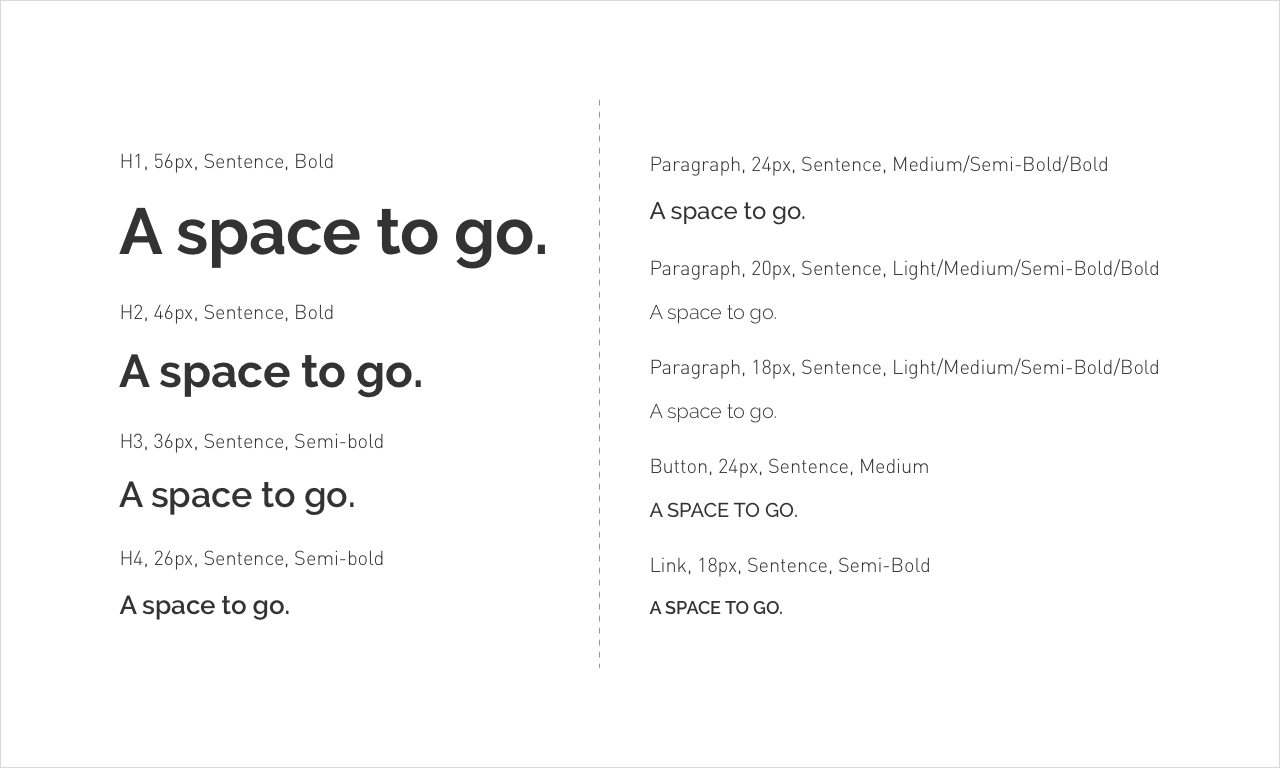 H1, 56px, Sentence, Bold
A space to go.
H2, 46px, Sentence, Bold
A space to go.
H3, 36px, Sentence, Semi-bold
A space to go.
H4, 26px, Sentence, Semi-bold
A space to go.
Paragraph, 24px, Sentence, Medium/Semi-Bold/Bold
A space to go.
Paragraph, 20px, Sentence, Light/Medium/Semi-Bold/Bold
A space to go.
Paragraph, 18px, Sentence, Light/Medium/Semi-Bold/Bold
A space to go.
Button, 24px, Sentence, Medium
A SPACE TO GO.
Link, 18px, Sentence, Semi-Bold
A SPACE TO GO.